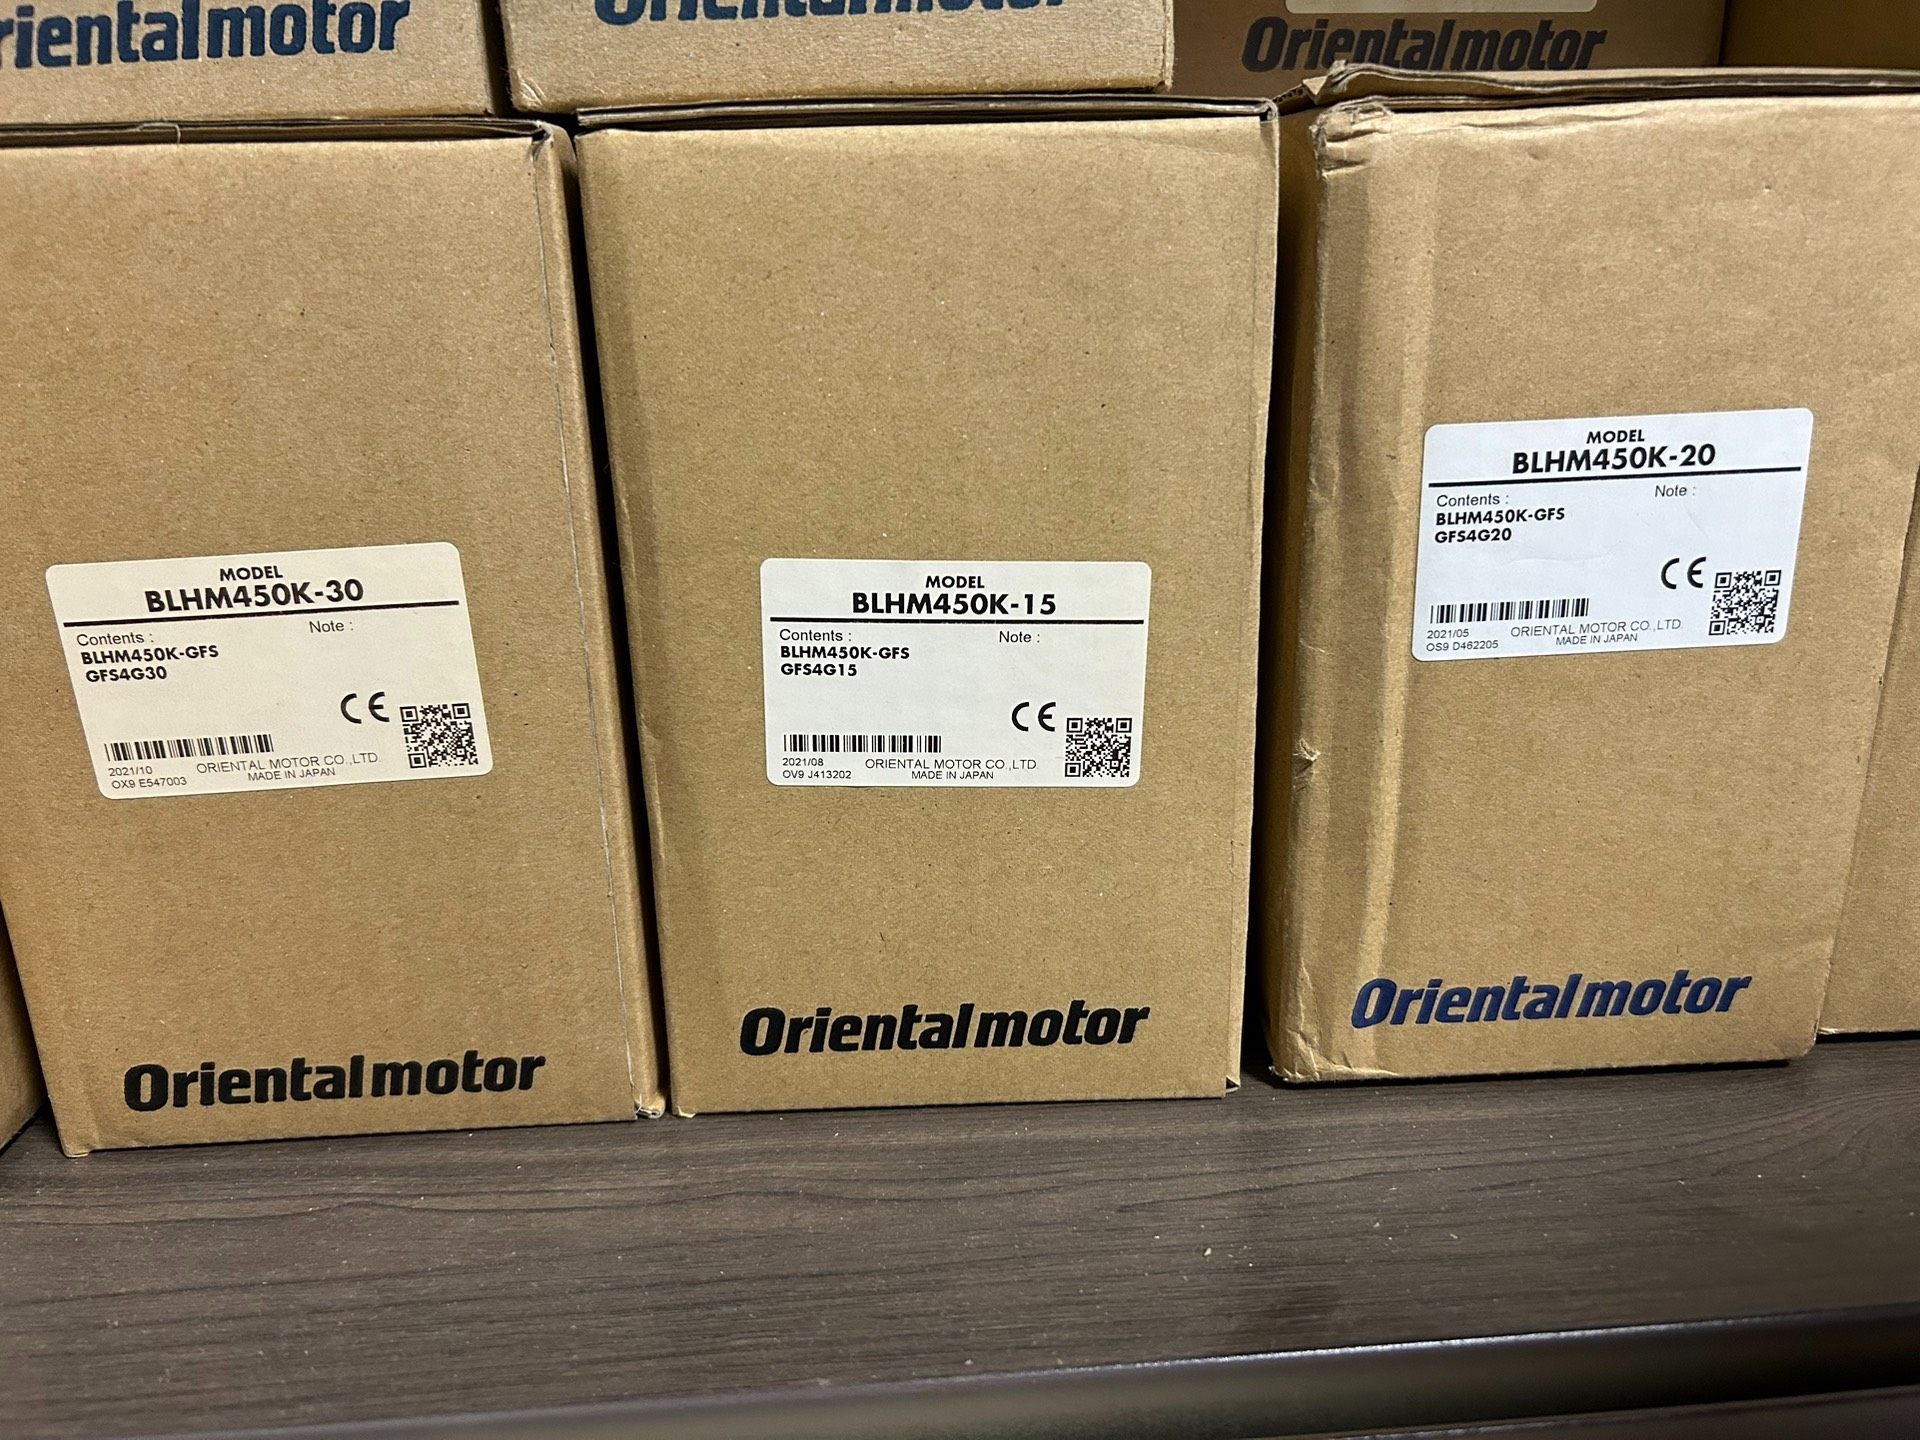 Orientalmotor
MODEL
BLHM450K-30
Contents :
Note :
BLHM450K-GFS
GFS4G30
CE
2021/10
ORIENTAL MOTOR CO.,LTD.
OX9 E547003
MADE IN JAPAN
Orientalmotor
MODEL
BLHM450K-15
Contents :
Note :
BLHM450K-GFS
GFS4G15
CE
2021/08
ORIENTAL MOTOR CO.,LTD.
OV9 J413202
MADE IN JAPAN
Orientalmotor
MODEL
BLHM450K-20
Contents :
Note :
BLHM450K-GFS
GFS4G20
CE
2021/05
ORIENTAL MOTOR CO.,LTD.
OS9 D462205
MADE IN JAPAN
Orientalmotor